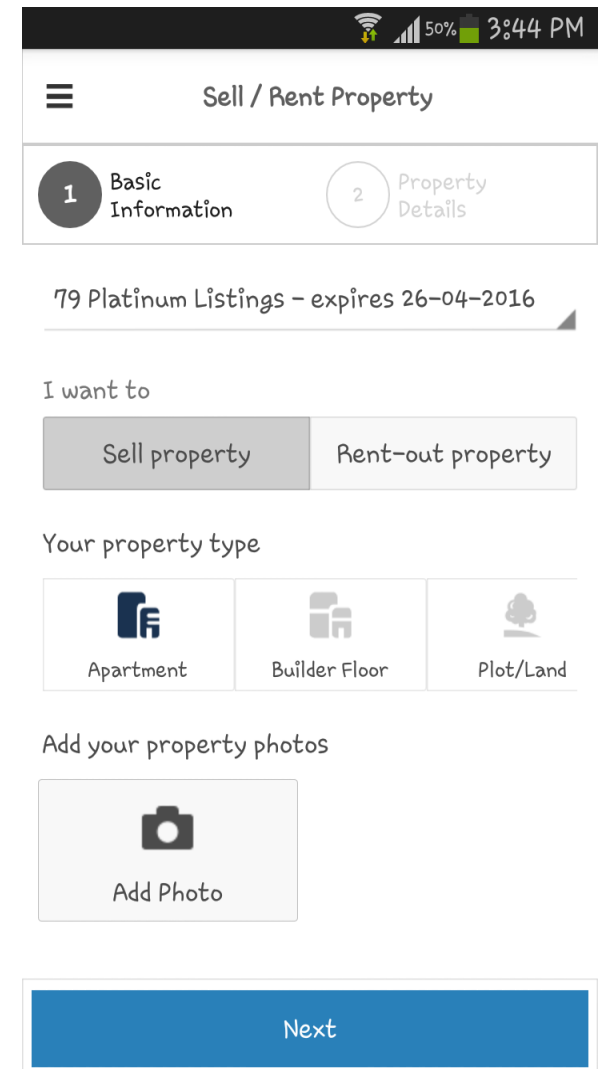 50% 3:44 PM
Sell / Rent Property
1 Basic
Information
2 Property
Details
79 Platinum Listings - expires 26-04-2016
I want to
Sell property Rent-out property
Your property type
Apartment Builder Floor Plot/Land
Add your property photos
Add Photo
Next